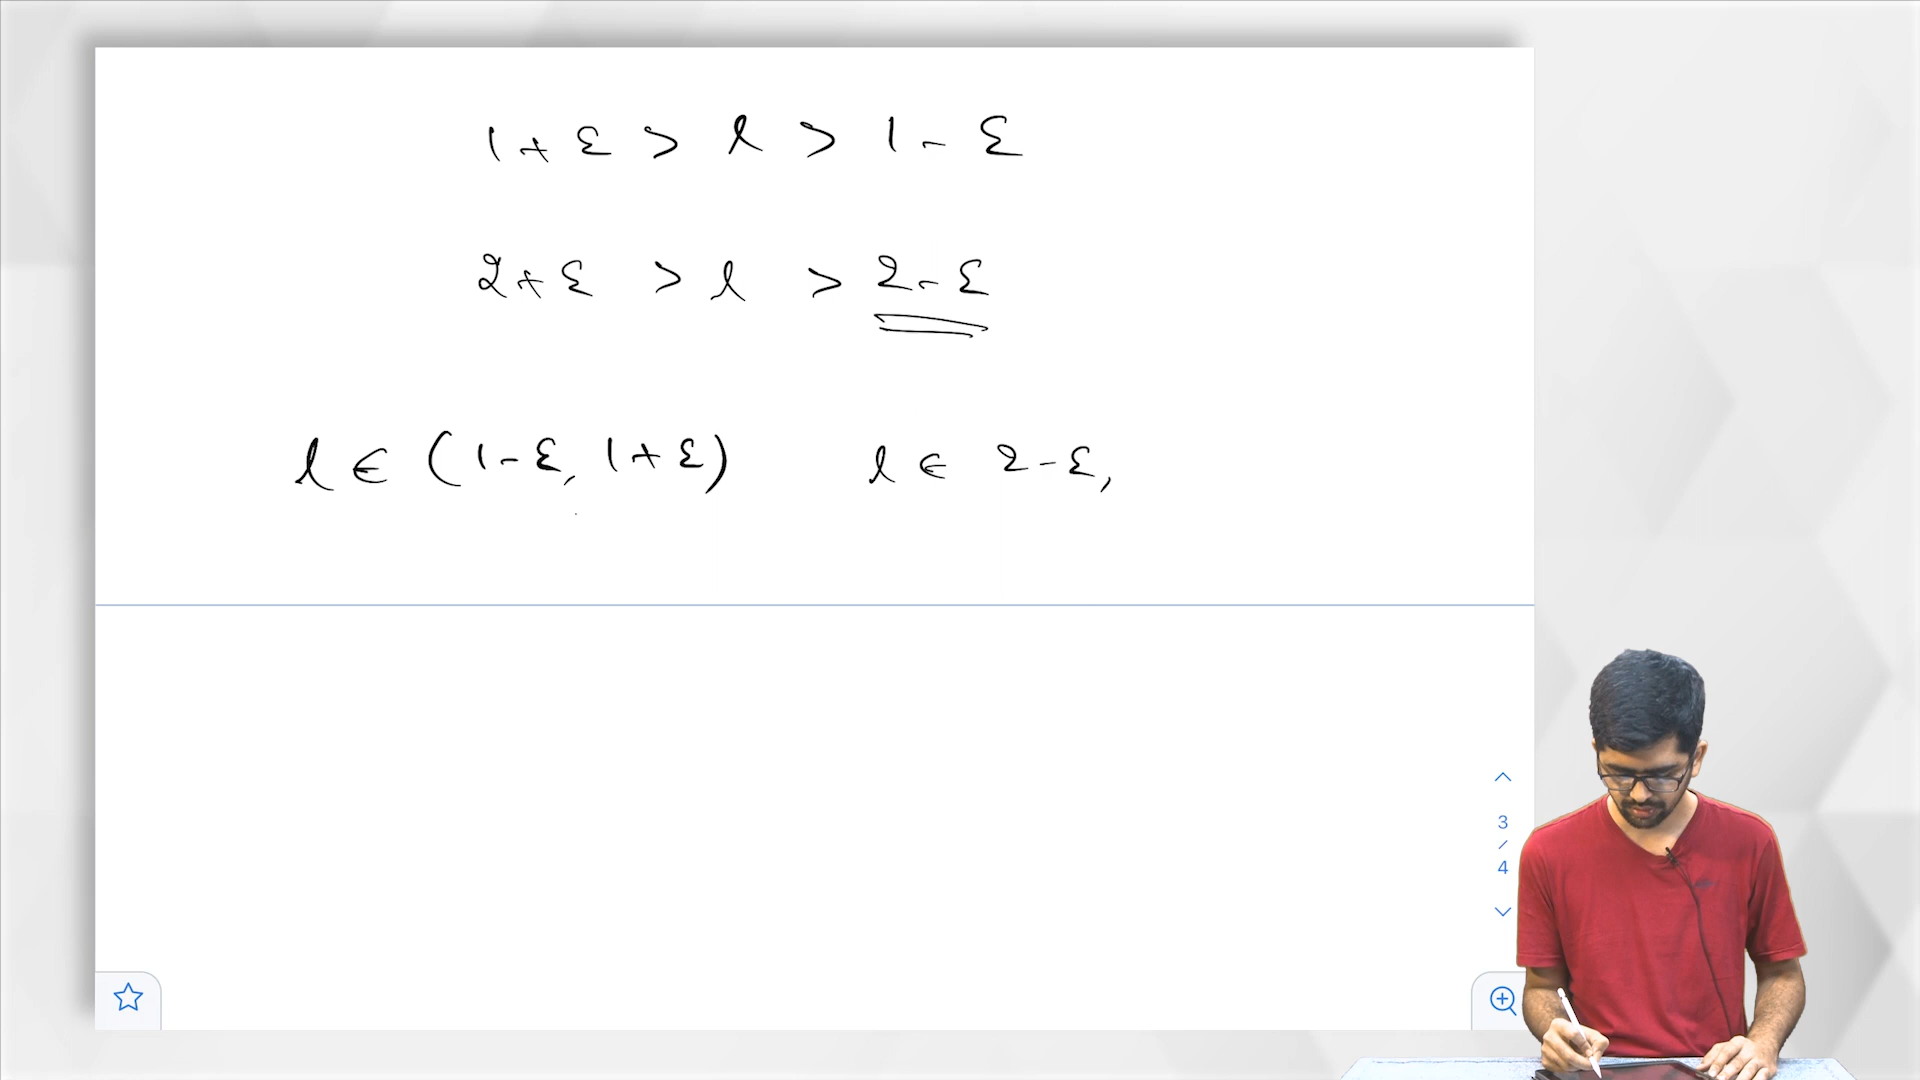 1 + ε > l > 1 - ε
2 + ε > l > 2 - ε
l ∈ (1 - ε, 1 + ε) l ∈ 2 - ε,
3
/
4